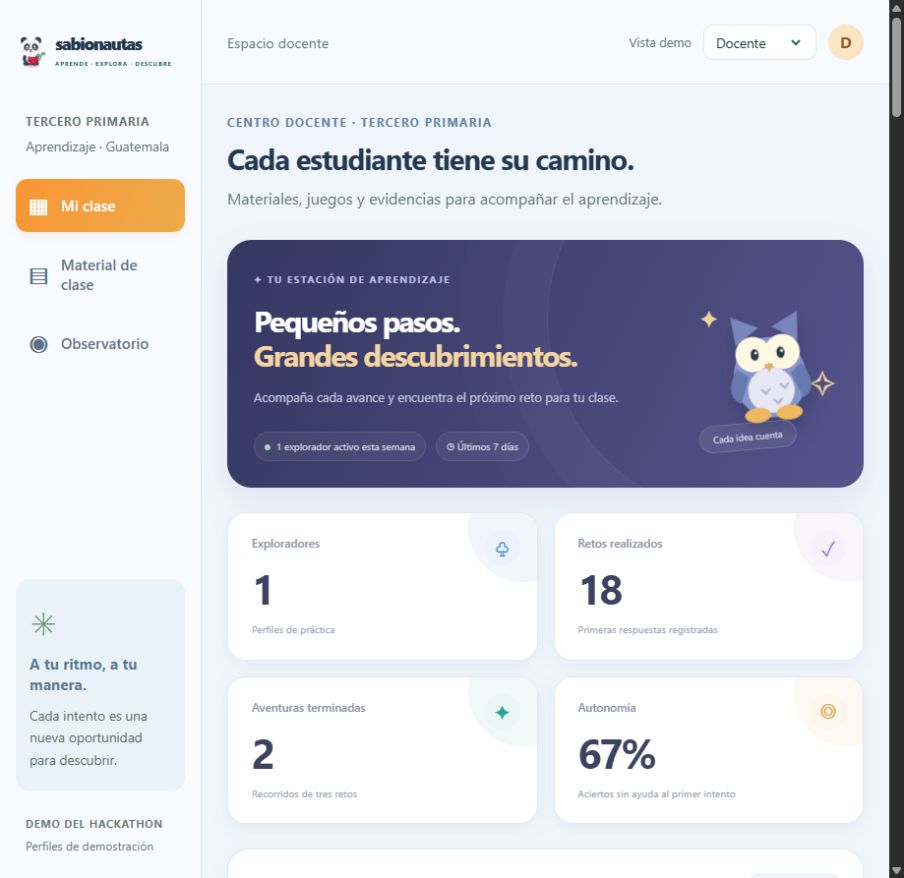 sabionautas
APRENDE · EXPLORA · DESCUBRE
TERCERO PRIMARIA
Aprendizaje · Guatemala
Mi clase
Material de
clase
Observatorio
A tu ritmo, a tu
manera.
Cada intento es una
nueva oportunidad
para descubrir.
DEMO DEL HACKATHON
Perfiles de demostración
Espacio docente
Vista demo
Docente
D
CENTRO DOCENTE · TERCERO PRIMARIA
Cada estudiante tiene su camino.
Materiales, juegos y evidencias para acompañar el aprendizaje.
TU ESTACIÓN DE APRENDIZAJE
Pequeños pasos.
Grandes descubrimientos.
Acompaña cada avance y encuentra el próximo reto para tu clase.
1 explorador activo esta semana
Últimos 7 días
Cada idea cuenta
Exploradores
1
Perfiles de práctica
Retos realizados
18
Primeras respuestas registradas
Aventuras terminadas
2
Recorridos de tres retos
Autonomía
67%
Aciertos sin ayuda al primer intento